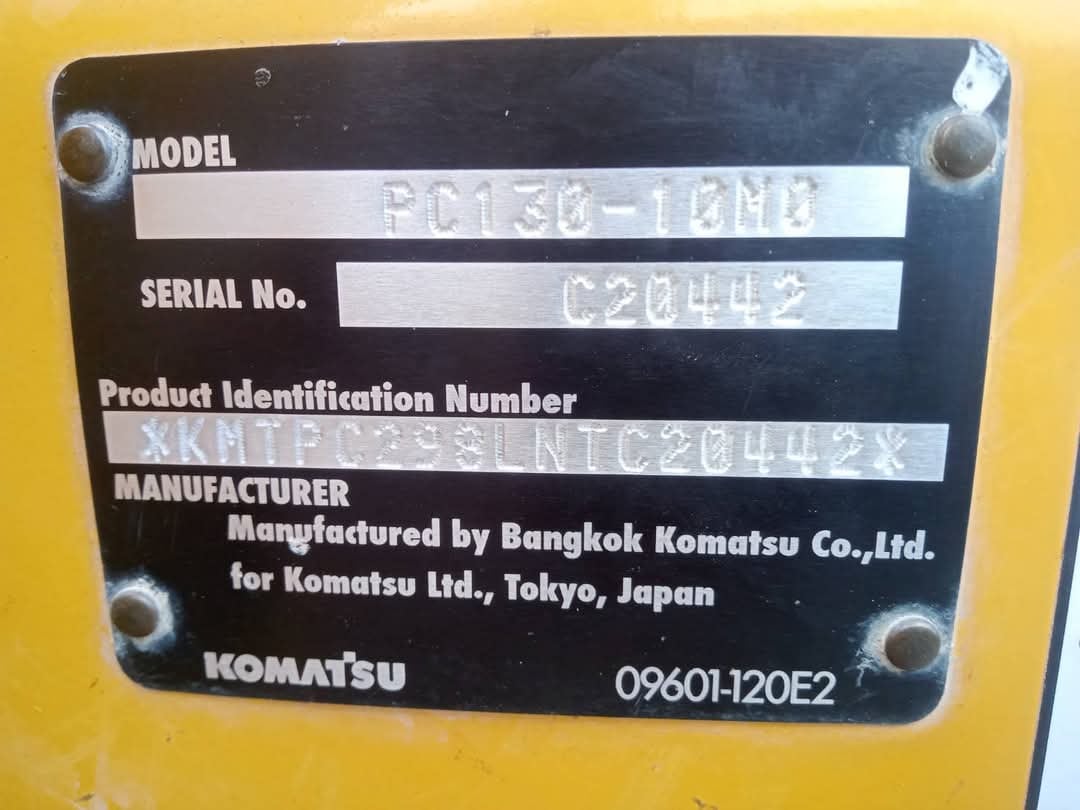 MODEL
PC130-10M0
SERIAL No.
C20442
Product Identification Number
*KMTPC298LNTC20442*
MANUFACTURER
Manufactured by Bangkok Komatsu Co.,Ltd.
for Komatsu Ltd., Tokyo, Japan
KOMATSU
09601-120E2